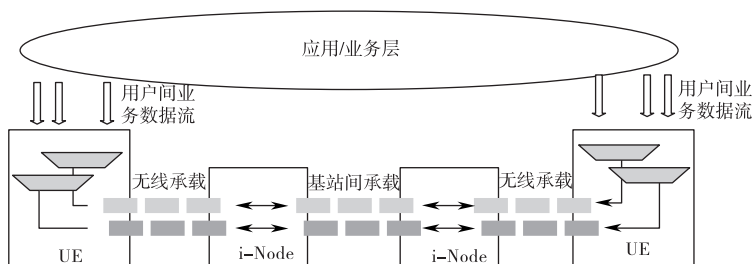 应用/业务层
用户间业
务数据流
用户间业
务数据流
无线承载
基站间承载
无线承载
UE
i-Node
i-Node
UE